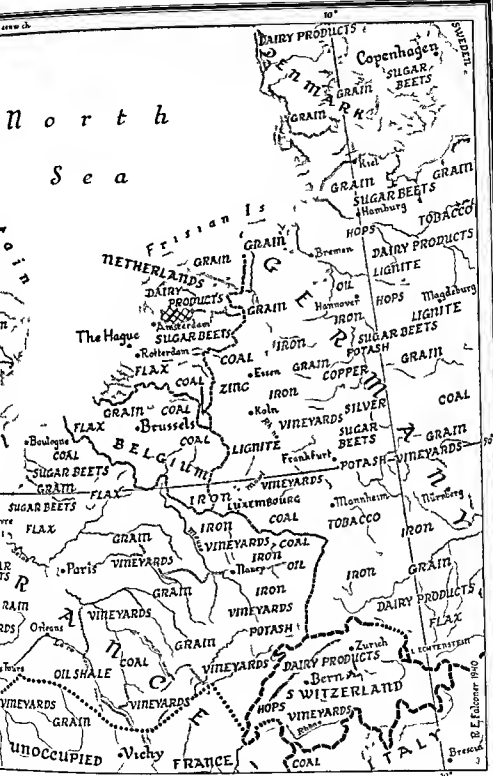 10°
SWEDEN
DAIRY PRODUCTS
Copenhagen
DENMARK
SUGAR
BEETS
GRAIN
GRAIN
North
Sea
Kiel
GRAIN
GRAIN
SUGAR BEETS
Hamburg
TOBACCO
Frisian Is
HOPS
GRAIN
Bremen
DAIRY PRODUCTS
GRAIN
LIGNITE
NETHERLANDS
GERMANY
OIL
DAIRY
PRODUCTS
Hannover
HOPS
Magdeburg
GRAIN
IRON
LIGNITE
Amsterdam
The Hague
SUGAR BEETS
SUGAR BEETS
IRON
Rotterdam
POTASH
COAL
GRAIN
FLAX
Essen
GRAIN
COPPER
COAL
ZINC
IRON
COAL
GRAIN
COAL
Koln
SILVER
FLAX
Brussels
VINEYARDS
GRAIN
Boulogne
COAL
SUGAR
BEETS
COAL
BELGIUM
LIGNITE
Frankfurt
50°
SUGAR BEETS
POTASH
VINEYARDS
GRAIN
FLAX
VINEYARDS
SUGAR BEETS
IRON
LUXEMBOURG
Mannheim
Nürnberg
FLAX
IRON
COAL
TOBACCO
GRAIN
IRON
VINEYARDS
COAL
IRON
Paris
VINEYARDS
Nancy
OIL
GRAIN
IRON
GRAIN
IRON
DAIRY PRODUCTS
VINEYARDS
VINEYARDS
FLAX
Orleans
POTASH
GRAIN
Zurich
LIECHTENSTEIN
COAL
VINEYARDS
DAIRY PRODUCTS
Tours
OIL SHALE
Bern
SWITZERLAND
VINEYARDS
VINEYARDS
HOPS
VINEYARDS
GRAIN
Rhone
UNOCCUPIED
Vichy
FRANCE
COAL
ITALY
Brescia
R.E. Falconer 1940